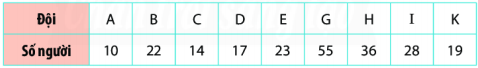 Đội A B C D E G H I K
Số người 10 22 14 17 23 55 36 28 19